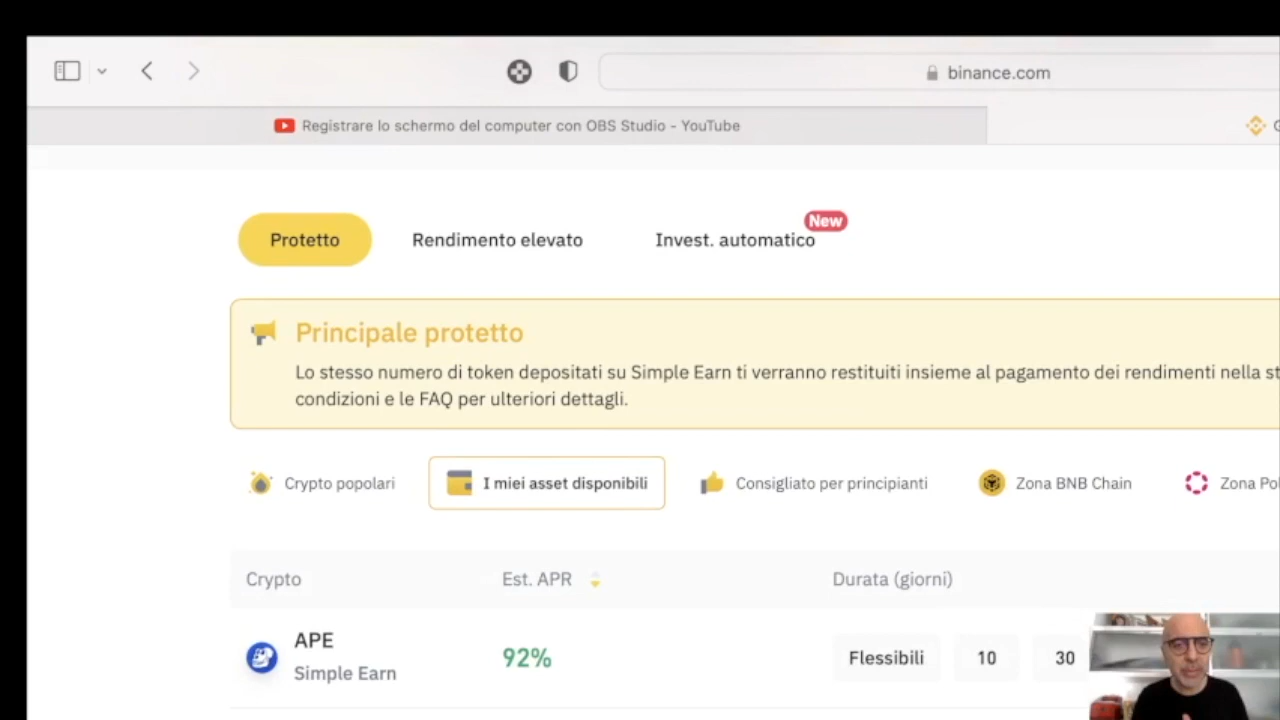 binance.com
Registrare lo schermo del computer con OBS Studio - YouTube
Protetto
Rendimento elevato
Invest. automatico
New
Principale protetto
Lo stesso numero di token depositati su Simple Earn ti verranno restituiti insieme al pagamento dei rendimenti nella
condizioni e le FAQ per ulteriori dettagli.
Crypto popolari
I miei asset disponibili
Consigliato per principianti
Zona BNB Chain
Zona
Crypto
Est. APR
Durata (giorni)
APE
Simple Earn
92%
Flessibili
10
30